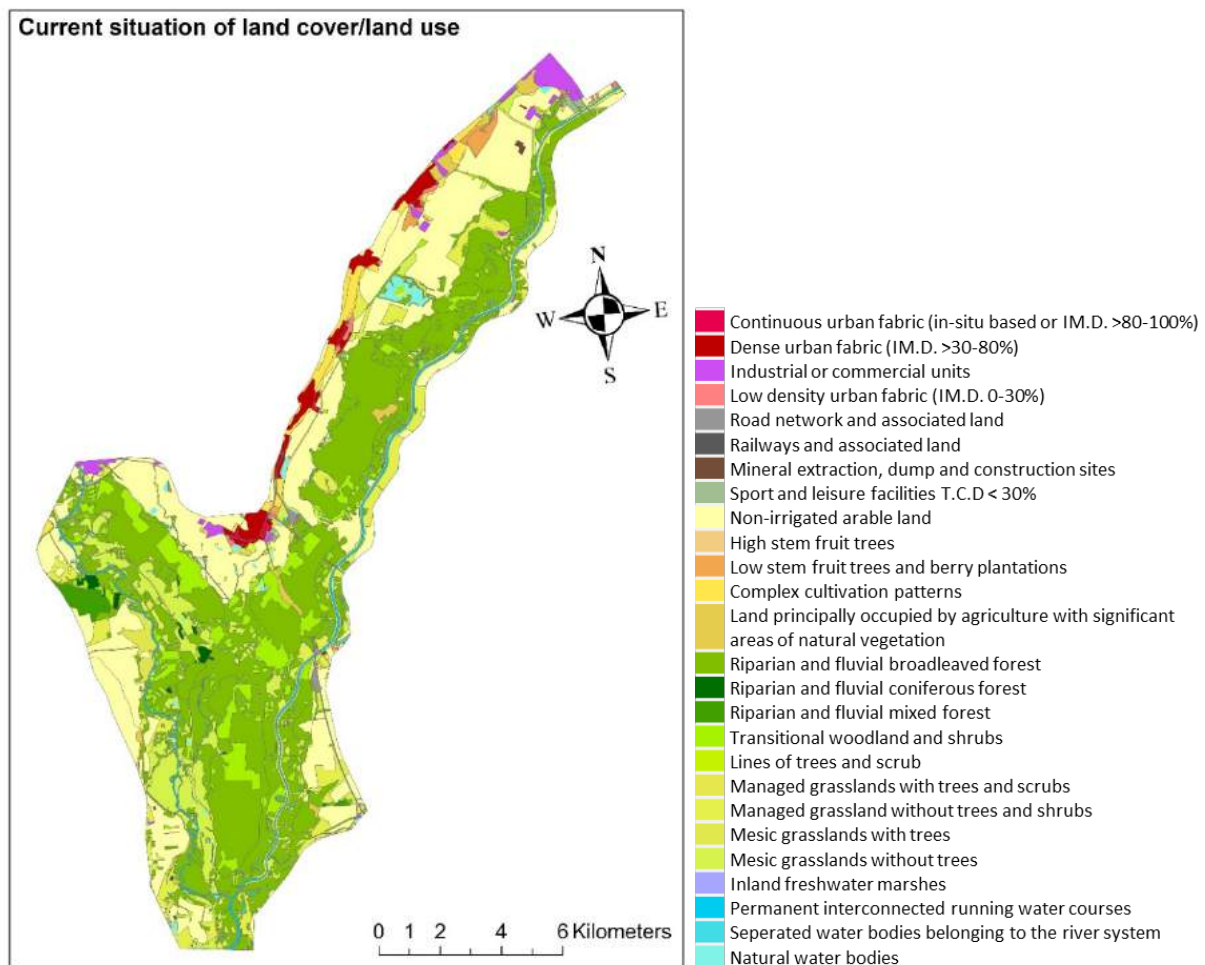 Current situation of land cover/land use
N
W E
S
0 1 2 4 6 Kilometers
Continuous urban fabric (in-situ based or IM.D. >80-100%)
Dense urban fabric (IM.D. >30-80%)
Industrial or commercial units
Low density urban fabric (IM.D. 0-30%)
Road network and associated land
Railways and associated land
Mineral extraction, dump and construction sites
Sport and leisure facilities T.C.D < 30%
Non-irrigated arable land
High stem fruit trees
Low stem fruit trees and berry plantations
Complex cultivation patterns
Land principally occupied by agriculture with significant
areas of natural vegetation
Riparian and fluvial broadleaved forest
Riparian and fluvial coniferous forest
Riparian and fluvial mixed forest
Transitional woodland and shrubs
Lines of trees and scrub
Managed grasslands with trees and scrubs
Managed grassland without trees and shrubs
Mesic grasslands with trees
Mesic grasslands without trees
Inland freshwater marshes
Permanent interconnected running water courses
Seperated water bodies belonging to the river system
Natural water bodies